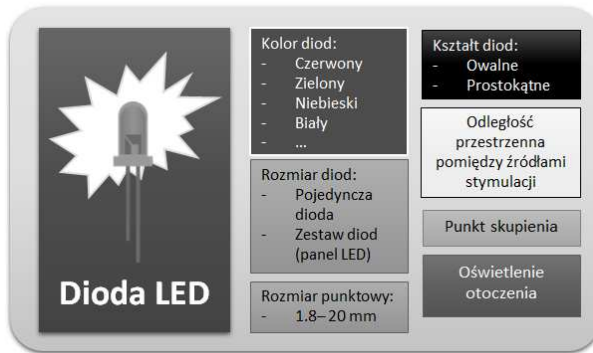 Dioda LED
Kolor diod:
- Czerwony
- Zielony
- Niebieski
- Biały
- ...
Rozmiar diod:
- Pojedyncza
dioda
- Zestaw diod
(panel LED)
Rozmiar punktowy:
- 1.8– 20 mm
Kształt diod:
- Owalne
- Prostokątne
Odległość
przestrzenna
pomiędzy źródłami
stymulacji
Punkt skupienia
Oświetlenie
otoczenia